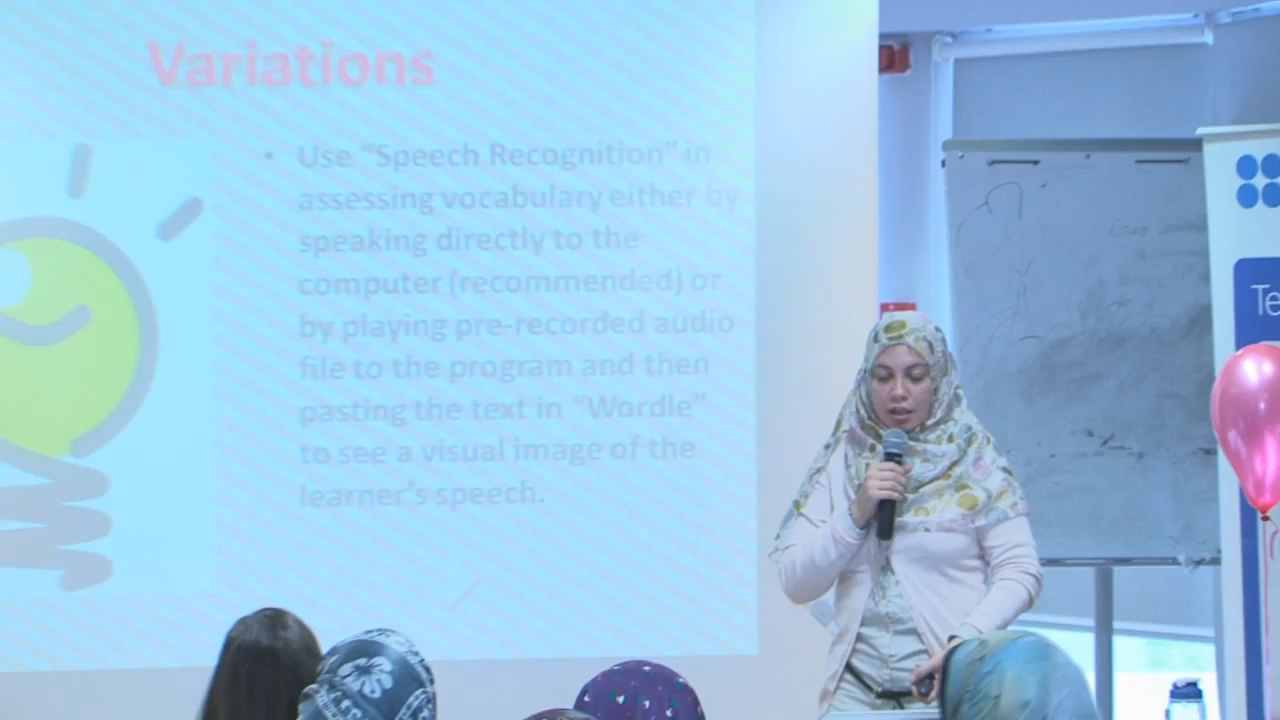 Variations
• Use “Speech Recognition” in
assessing vocabulary either by
speaking directly to the
computer (recommended) or
by playing pre-recorded audio
file to the program and then
pasting the text in “Wordle”
to see a visual image of the
learner’s speech.
Te